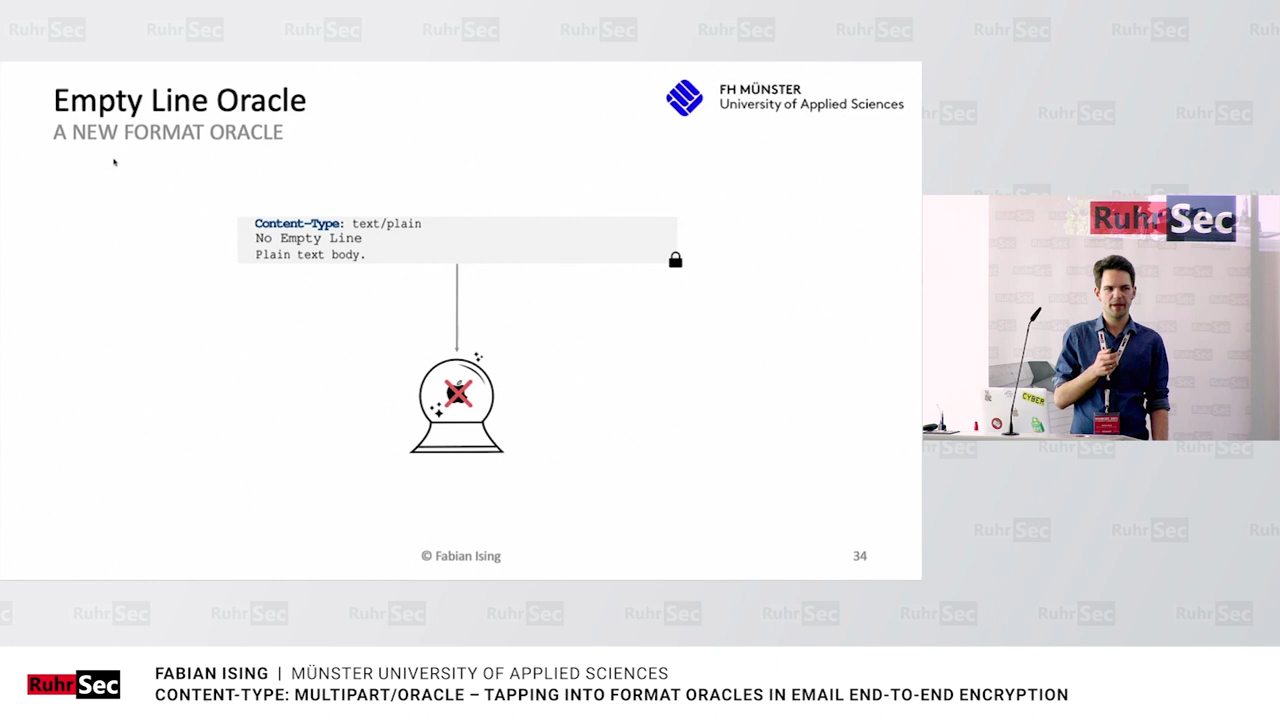 Empty Line Oracle
A NEW FORMAT ORACLE
FH MÜNSTER
University of Applied Sciences
Content-Type: text/plain
No Empty Line
Plain text body.
© Fabian Ising
34
RuhrSec
CYBER
RuhrSec
FABIAN ISING | MÜNSTER UNIVERSITY OF APPLIED SCIENCES
CONTENT-TYPE: MULTIPART/ORACLE – TAPPING INTO FORMAT ORACLES IN EMAIL END-TO-END ENCRYPTION